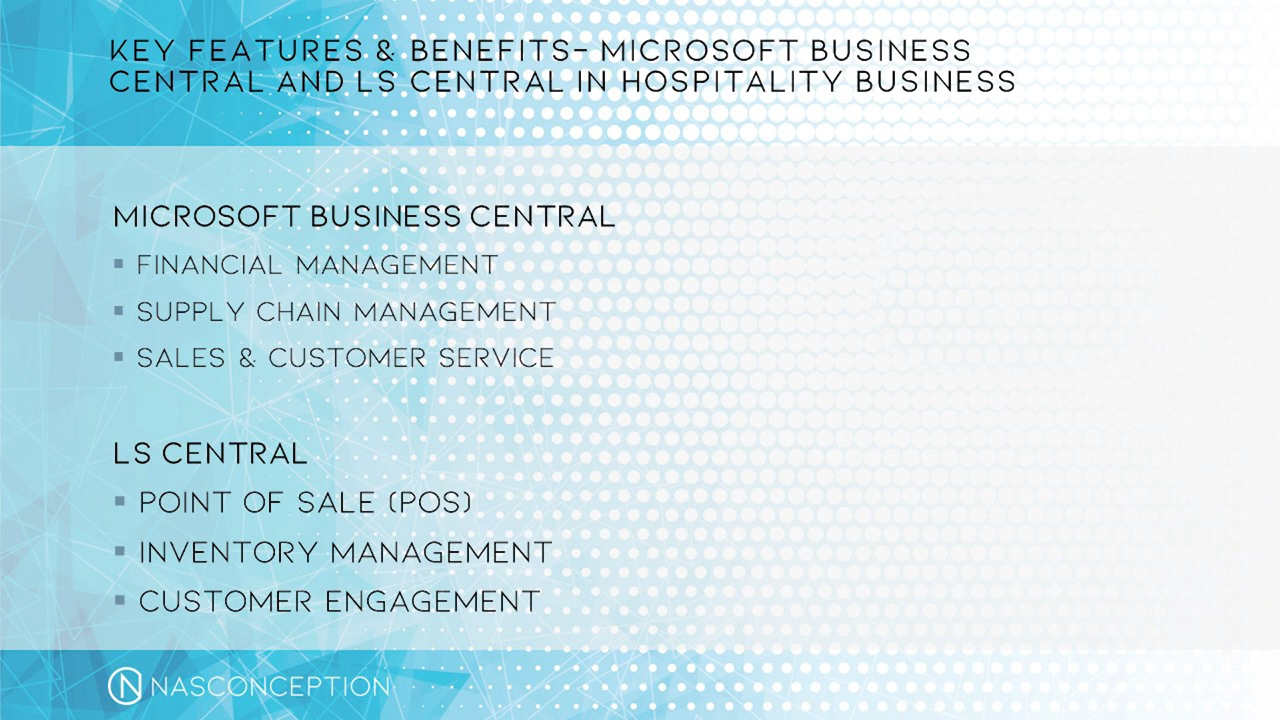 KEY FEATURES & BENEFITS- MICROSOFT BUSINESS
CENTRAL AND LS CENTRAL IN HOSPITALITY BUSINESS
MICROSOFT BUSINESS CENTRAL
▪ FINANCIAL MANAGEMENT
▪ SUPPLY CHAIN MANAGEMENT
▪ SALES & CUSTOMER SERVICE
LS CENTRAL
▪ POINT OF SALE (POS)
▪ INVENTORY MANAGEMENT
▪ CUSTOMER ENGAGEMENT
NASCONCEPTION